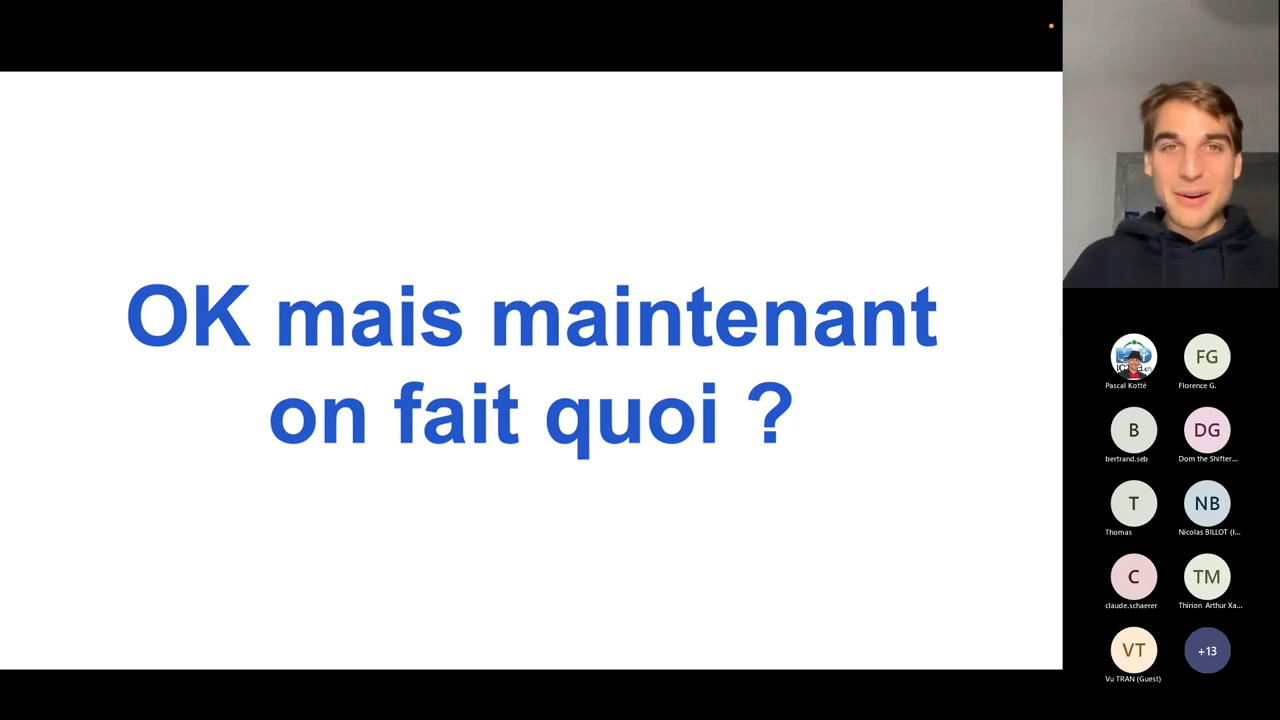 OK mais maintenant
on fait quoi ?
Pascal Kotté
FG
Florence G.
B
bertrand.seb
DG
Dom the Shifter...
T
Thomas
NB
Nicolas BILLOT (I...
C
claude.schaerer
TM
Thirion Arthur Xa...
VT
Vu TRAN (Guest)
+13